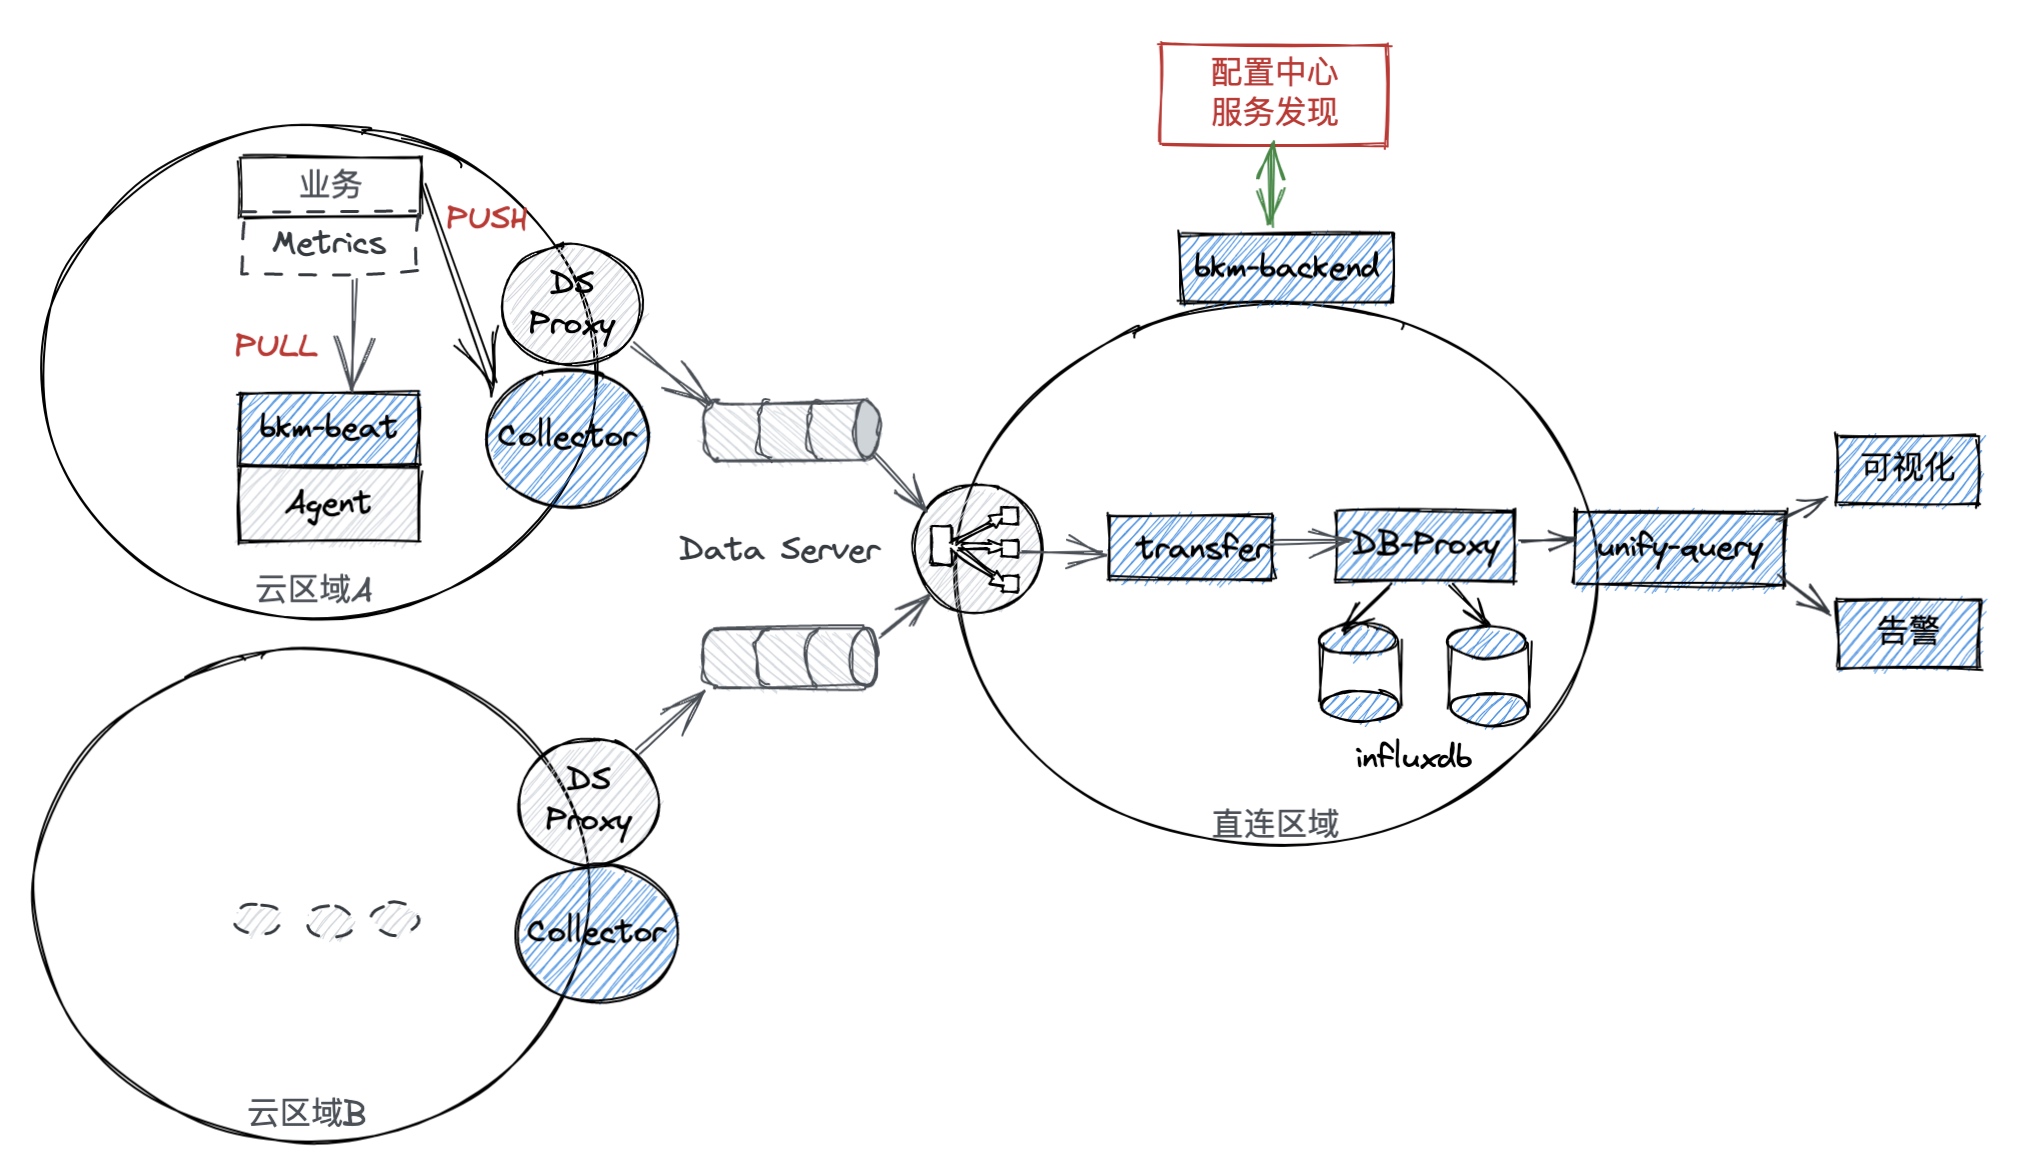 配置中心
服务发现
业务
Metrics
PUSH
PULL
bkm-beat
Agent
云区域A
DS
Proxy
Collector
bkm-backend
Data Server
transfer
DB-Proxy
unify-query
可视化
告警
influxdb
直连区域
DS
Proxy
Collector
云区域B